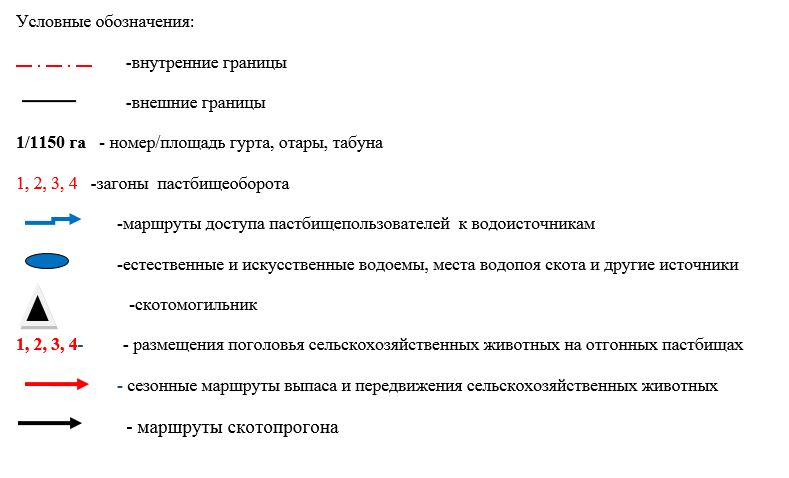 Условные обозначения:
-внутренние границы
-внешние границы
1/1150 га - номер/площадь гурта, отары, табуна
1, 2, 3, 4 -загоны пастбищеоборота
-маршруты доступа пастбищепользователей к водоисточникам
-естественные и искусственные водоемы, места водопоя скота и другие источники
-скотомогильник
1, 2, 3, 4- - размещения поголовья сельскохозяйственных животных на отгонных пастбищах
- сезонные маршруты выпаса и передвижения сельскохозяйственных животных
- маршруты скотопрогона